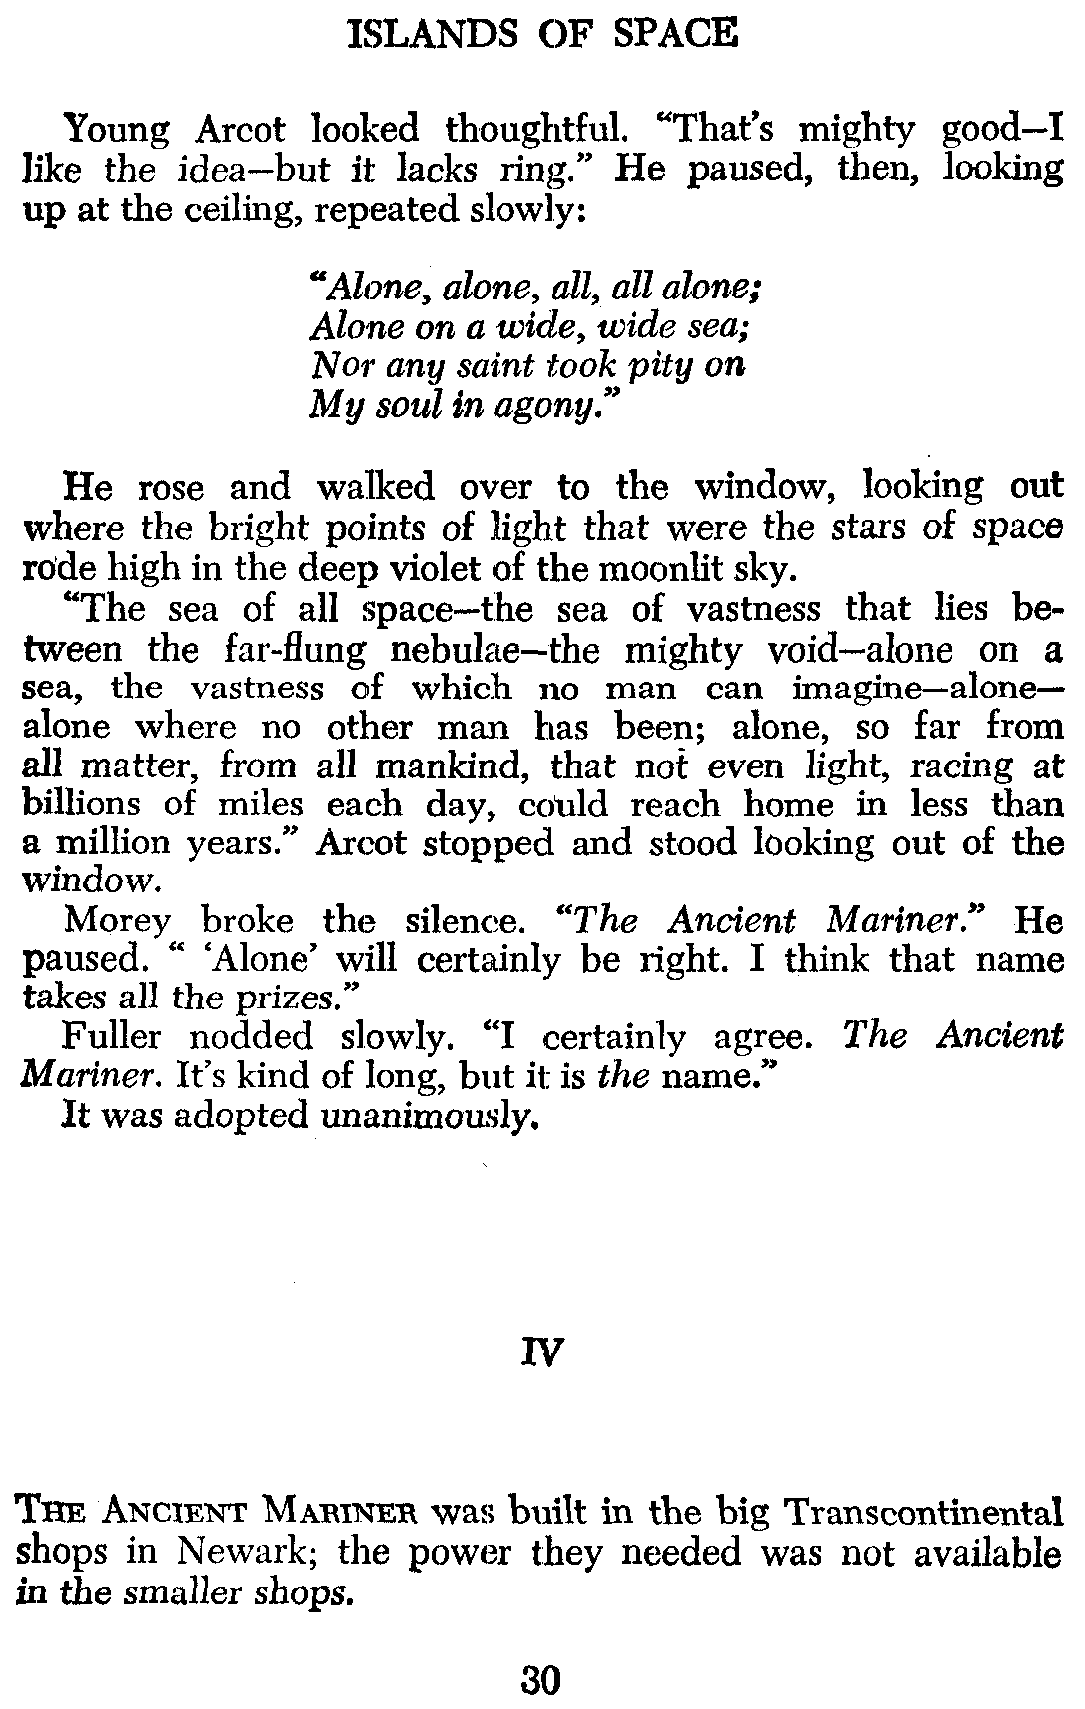 ISLANDS OF SPACE
Young Arcot looked thoughtful. “That’s mighty good—I
like the idea—but it lacks ring.” He paused, then, looking
up at the ceiling, repeated slowly:
“Alone, alone, all, all alone;
Alone on a wide, wide sea;
Nor any saint took pity on
My soul in agony.”
He rose and walked over to the window, looking out
where the bright points of light that were the stars of space
rode high in the deep violet of the moonlit sky.
“The sea of all space—the sea of vastness that lies be-
tween the far-flung nebulae—the mighty void—alone on a
sea, the vastness of which no man can imagine—alone—
alone where no other man has been; alone, so far from
all matter, from all mankind, that not even light, racing at
billions of miles each day, could reach home in less than
a million years.” Arcot stopped and stood looking out of the
window.
Morey broke the silence. “The Ancient Mariner.” He
paused. “ ‘Alone’ will certainly be right. I think that name
takes all the prizes.”
Fuller nodded slowly. “I certainly agree. The Ancient
Mariner. It’s kind of long, but it is the name.”
It was adopted unanimously.
IV
THE ANCIENT MARINER was built in the big Transcontinental
shops in Newark; the power they needed was not available
in the smaller shops.
30